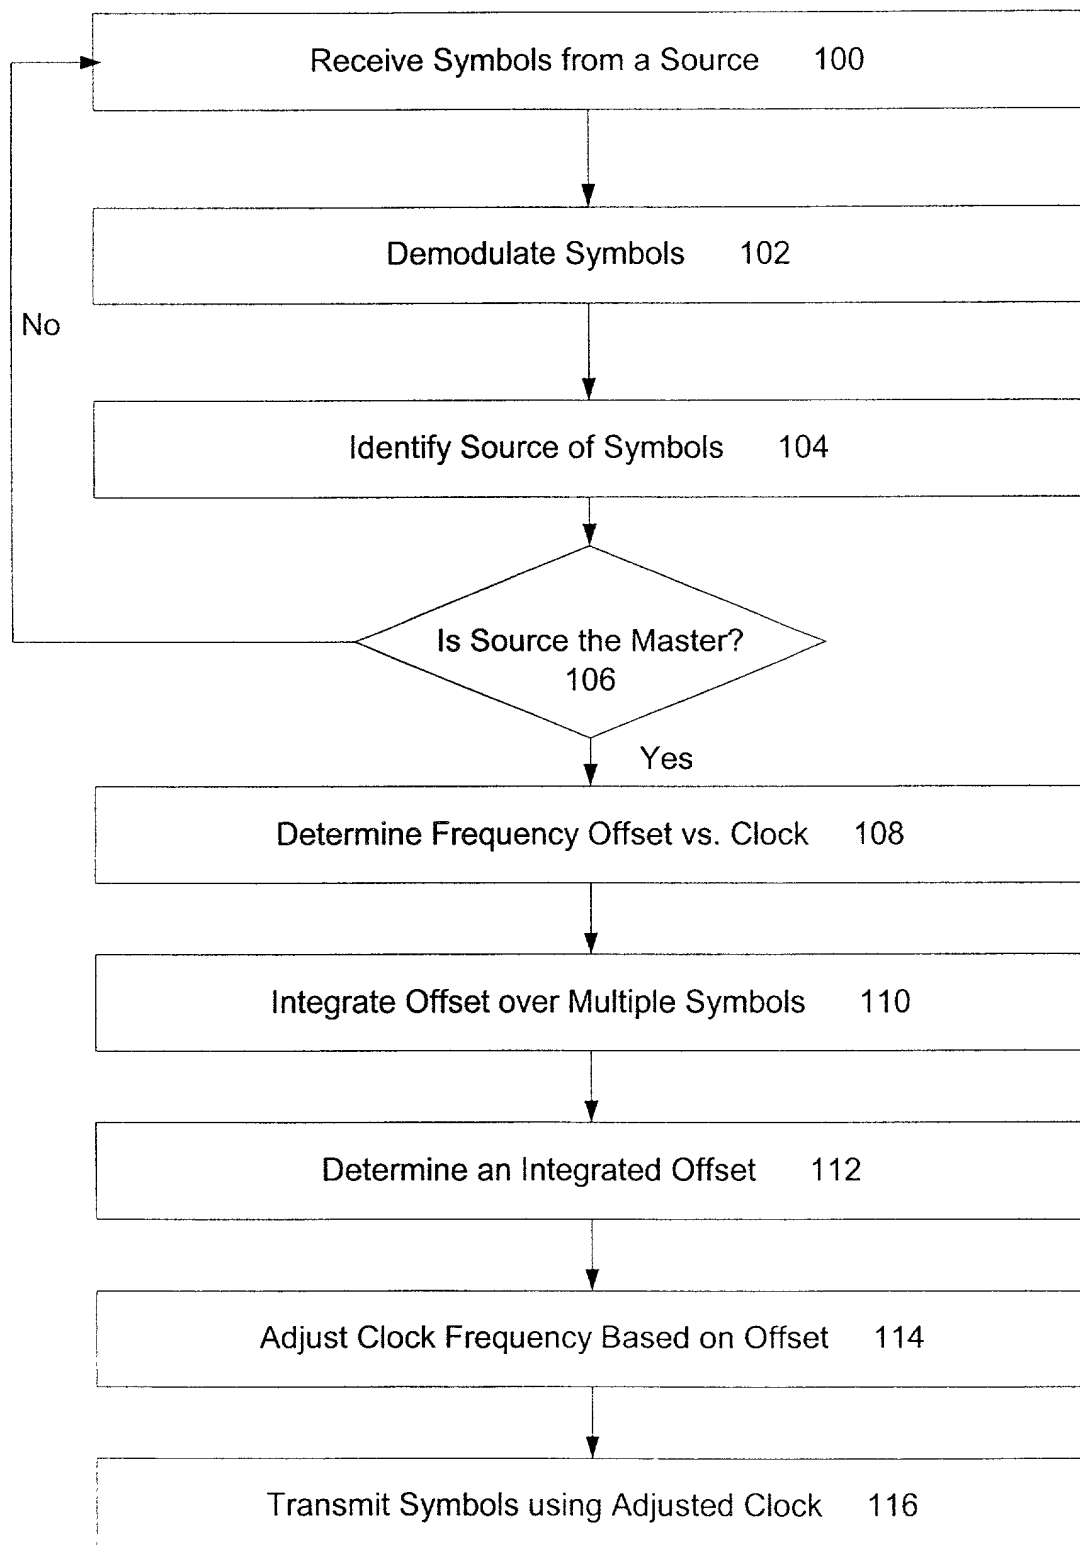 Receive Symbols from a Source 100
Demodulate Symbols 102
No
Identify Source of Symbols 104
Is Source the Master?
106
Yes
Determine Frequency Offset vs. Clock 108
Integrate Offset over Multiple Symbols 110
Determine an Integrated Offset 112
Adjust Clock Frequency Based on Offset 114
Transmit Symbols using Adjusted Clock 116